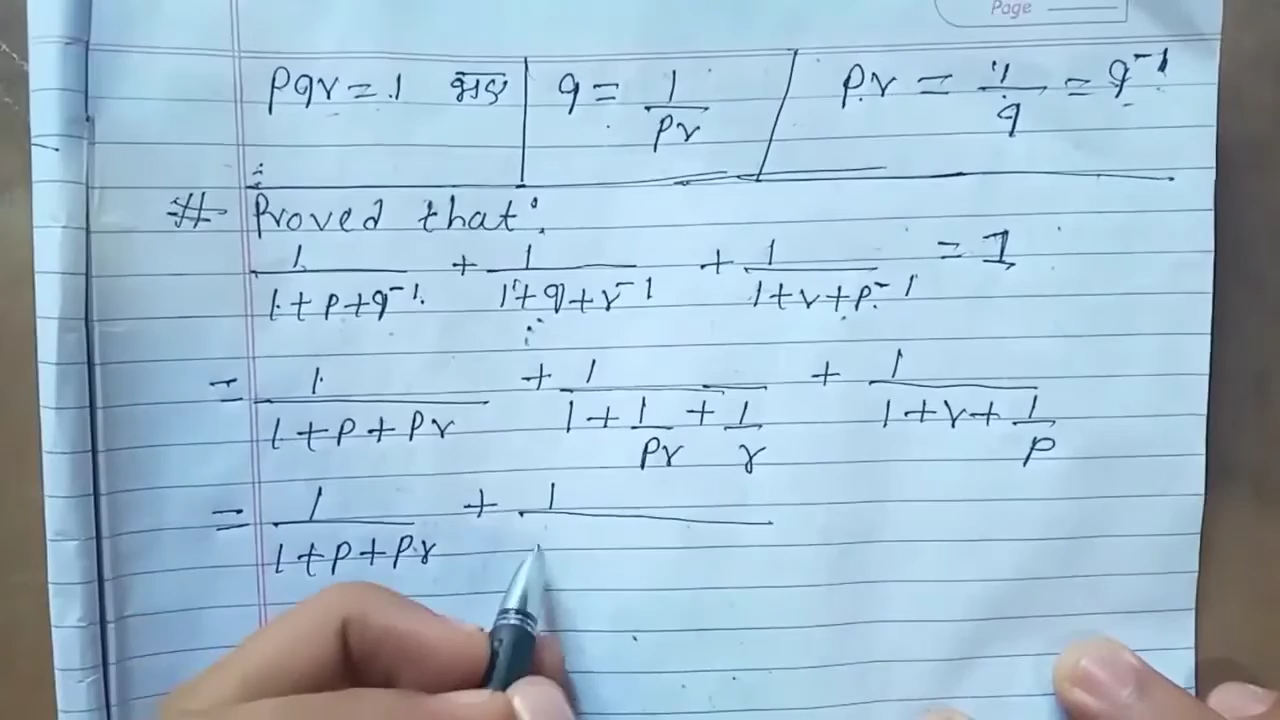 Page
pqr = 1 भए | q = 1/pr | pr = 1/q = q⁻¹
# Proved that:
1/(1+p+q⁻¹) + 1/(1+q+r⁻¹) + 1/(1+r+p⁻¹) = 1
= 1/(1+p+pr) + 1/(1+1/pr+1/r) + 1/(1+r+1/p)
= 1/(1+p+pr) + 1/